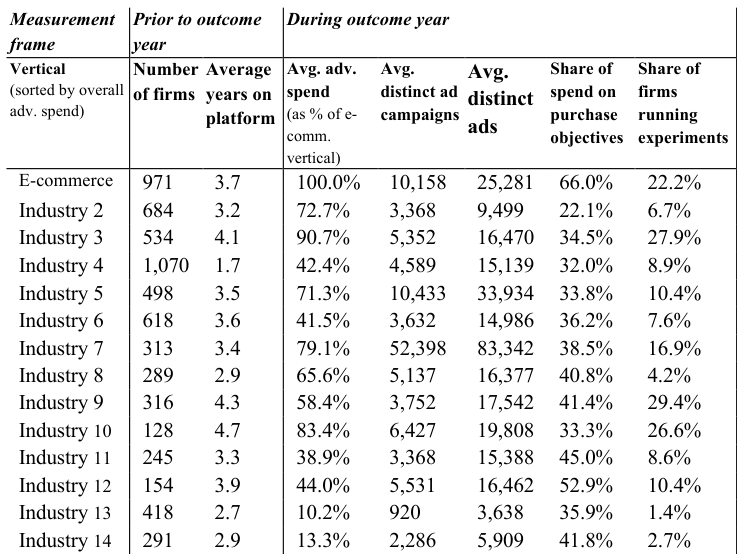 Measurement frame Prior to outcome year During outcome year
Vertical (sorted by overall adv. spend) Number of firms Average years on platform Avg. adv. spend (as % of e-comm. vertical) Avg. distinct ad campaigns Avg. distinct ads Share of spend on purchase objectives Share of firms running experiments
E-commerce 971 3.7 100.0% 10,158 25,281 66.0% 22.2%
Industry 2 684 3.2 72.7% 3,368 9,499 22.1% 6.7%
Industry 3 534 4.1 90.7% 5,352 16,470 34.5% 27.9%
Industry 4 1,070 1.7 42.4% 4,589 15,139 32.0% 8.9%
Industry 5 498 3.5 71.3% 10,433 33,934 33.8% 10.4%
Industry 6 618 3.6 41.5% 3,632 14,986 36.2% 7.6%
Industry 7 313 3.4 79.1% 52,398 83,342 38.5% 16.9%
Industry 8 289 2.9 65.6% 5,137 16,377 40.8% 4.2%
Industry 9 316 4.3 58.4% 3,752 17,542 41.4% 29.4%
Industry 10 128 4.7 83.4% 6,427 19,808 33.3% 26.6%
Industry 11 245 3.3 38.9% 3,368 15,388 45.0% 8.6%
Industry 12 154 3.9 44.0% 5,531 16,462 52.9% 10.4%
Industry 13 418 2.7 10.2% 920 3,638 35.9% 1.4%
Industry 14 291 2.9 13.3% 2,286 5,909 41.8% 2.7%